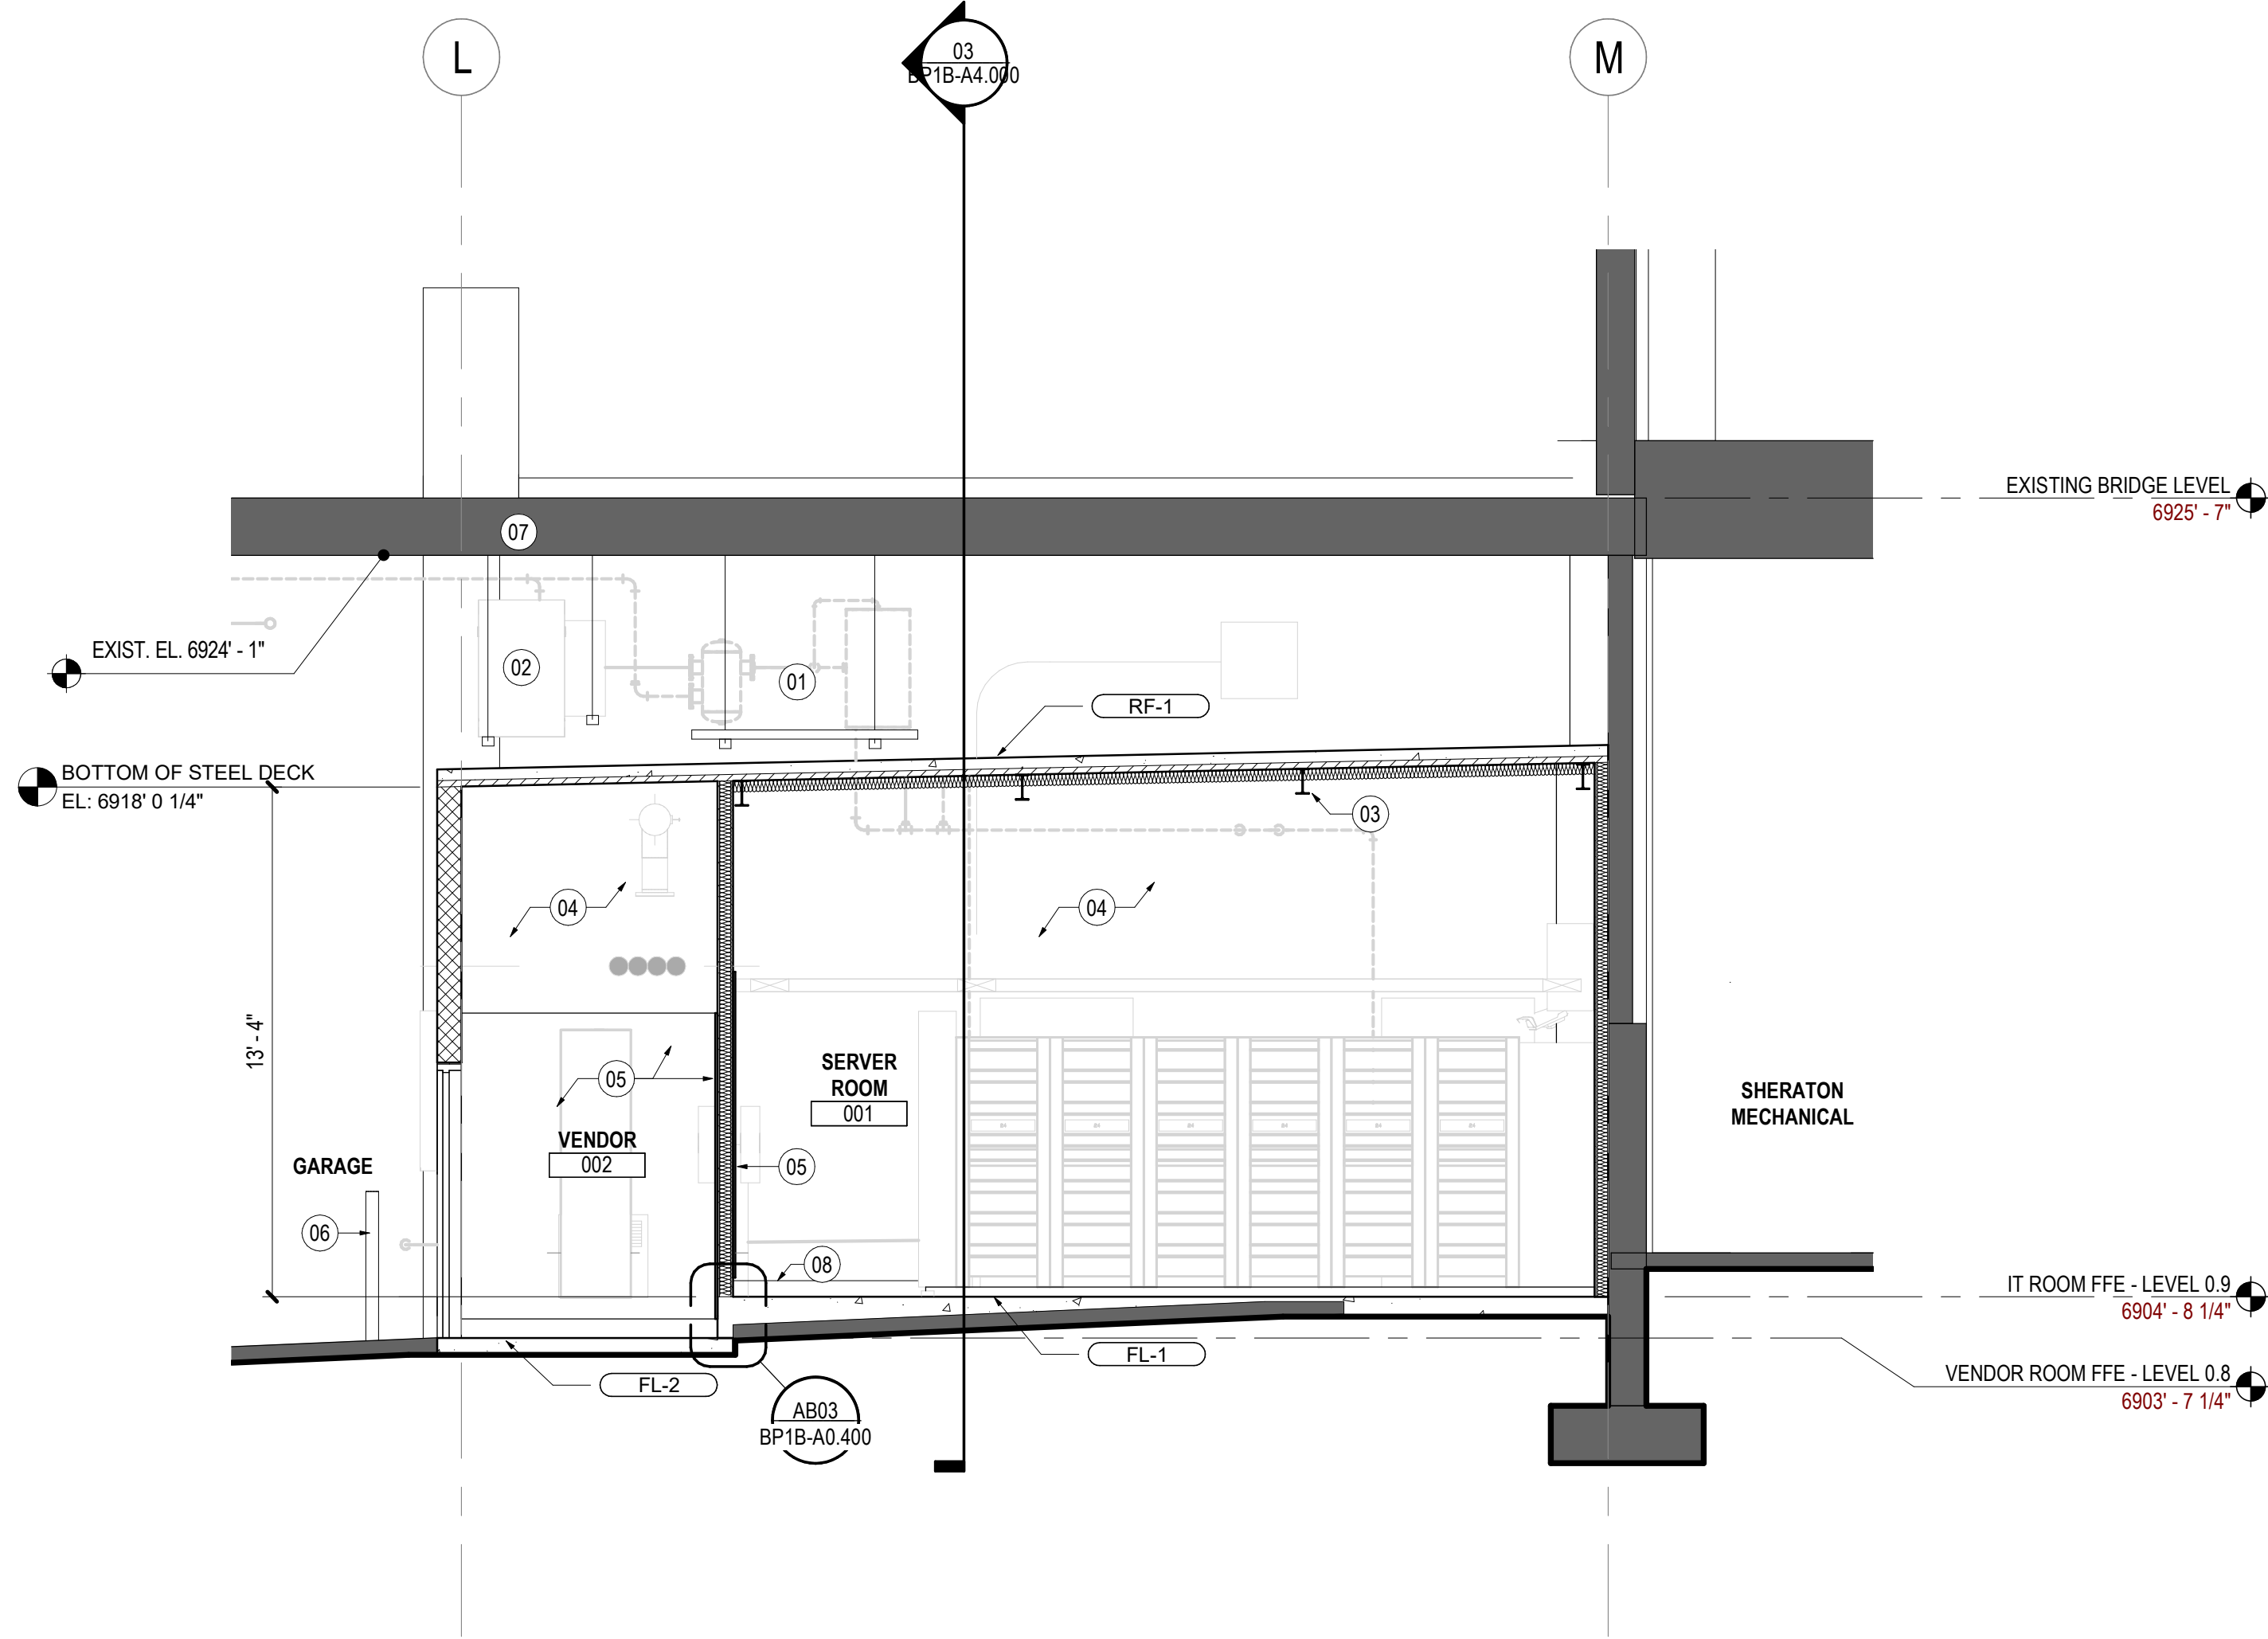 L
03
BP1B-A4.000
M
EXISTING BRIDGE LEVEL
6925' - 7"
07
EXIST. EL. 6924' - 1"
02
01
RF-1
BOTTOM OF STEEL DECK
EL: 6918' 0 1/4"
03
04
04
13' - 4"
05
SERVER
ROOM
001
SHERATON
MECHANICAL
VENDOR
002
GARAGE
05
06
08
IT ROOM FFE - LEVEL 0.9
6904' - 8 1/4"
FL-1
FL-2
VENDOR ROOM FFE - LEVEL 0.8
6903' - 7 1/4"
AB03
BP1B-A0.400